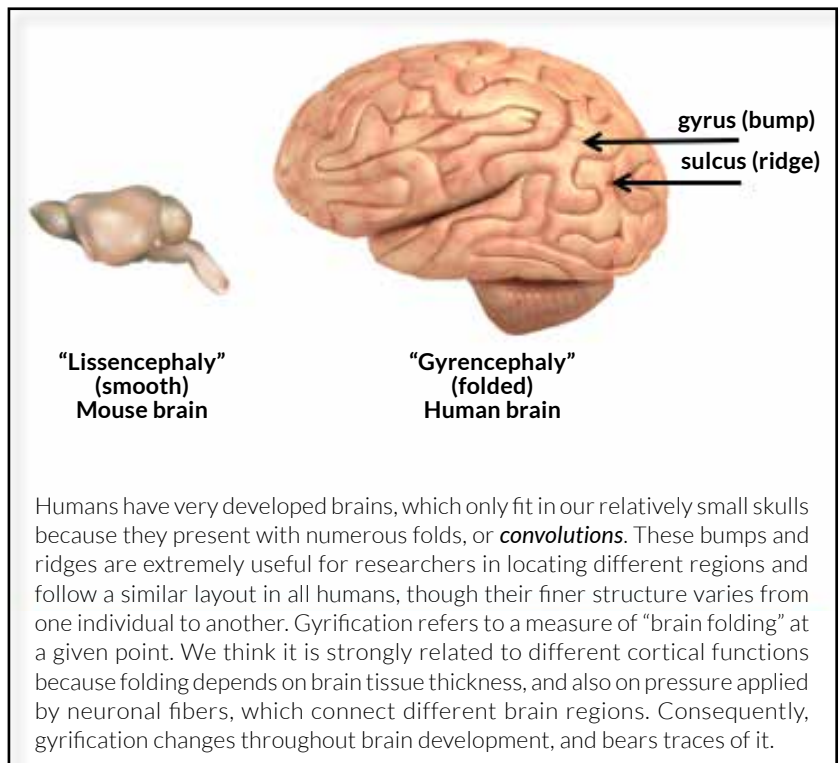 gyrus (bump)
sulcus (ridge)
“Lissencephaly”
(smooth)
Mouse brain
“Gyrencephaly”
(folded)
Human brain
Humans have very developed brains, which only fit in our relatively small skulls
because they present with numerous folds, or convolutions. These bumps and
ridges are extremely useful for researchers in locating different regions and
follow a similar layout in all humans, though their finer structure varies from
one individual to another. Gyrification refers to a measure of “brain folding” at
a given point. We think it is strongly related to different cortical functions
because folding depends on brain tissue thickness, and also on pressure applied
by neuronal fibers, which connect different brain regions. Consequently,
gyrification changes throughout brain development, and bears traces of it.